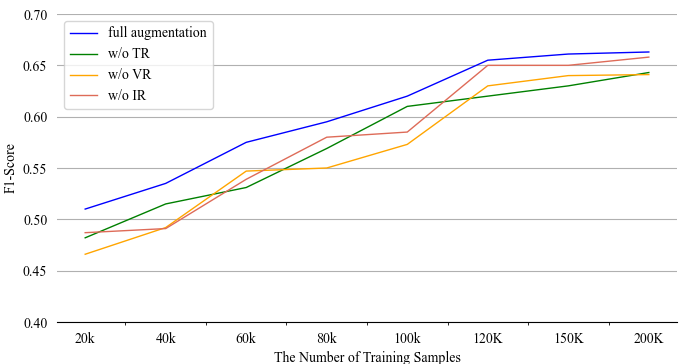 0.70
0.65
0.60
0.55
0.50
0.45
0.40
F1-Score
full augmentation
w/o TR
w/o VR
w/o IR
20k 40k 60k 80k 100k 120K 150K 200K
The Number of Training Samples